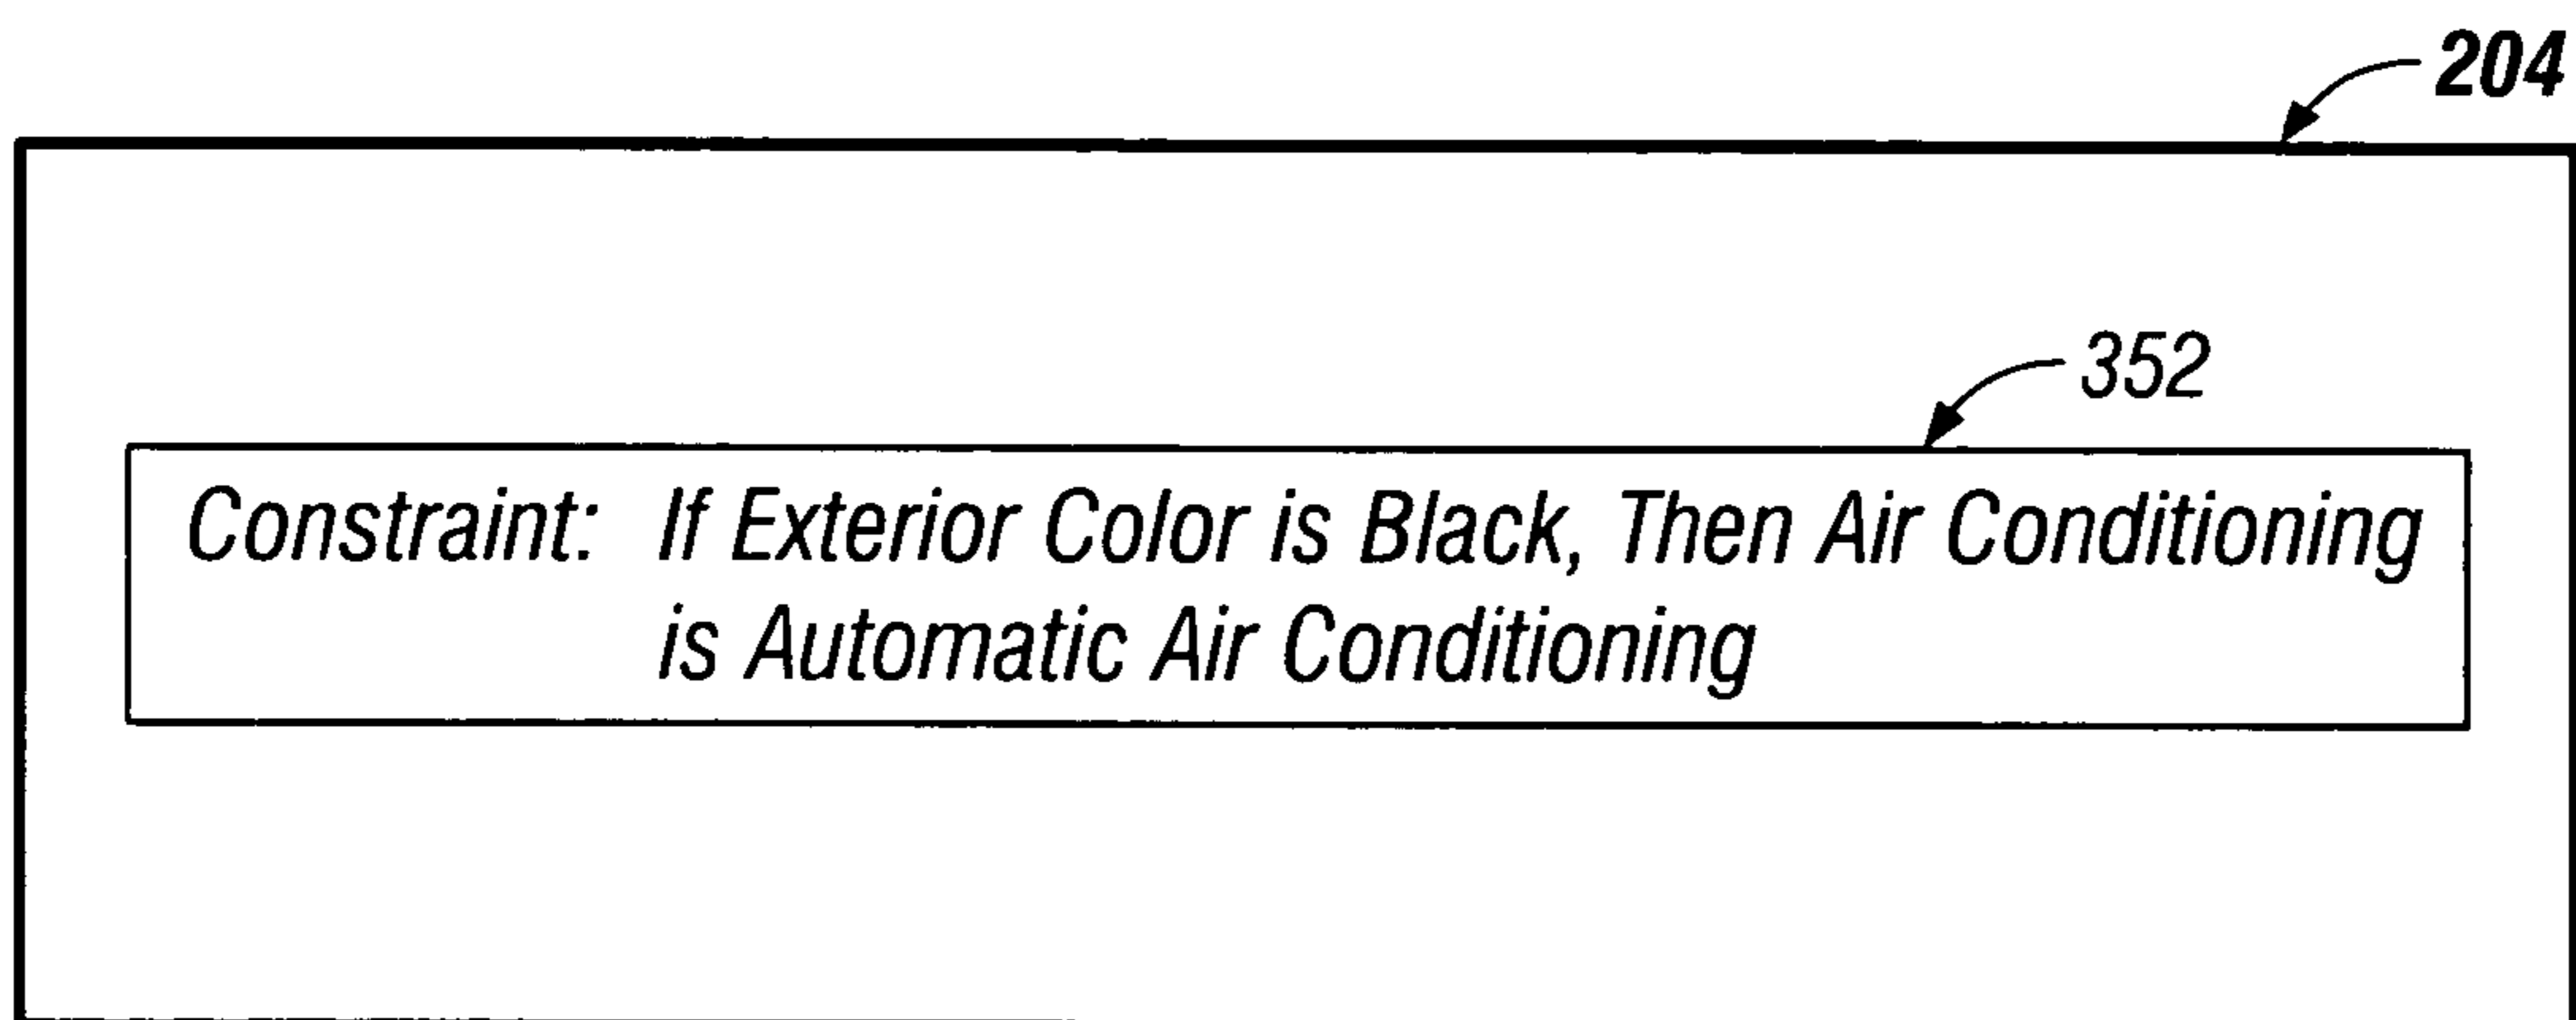 204
352
Constraint: If Exterior Color is Black, Then Air Conditioning
is Automatic Air Conditioning